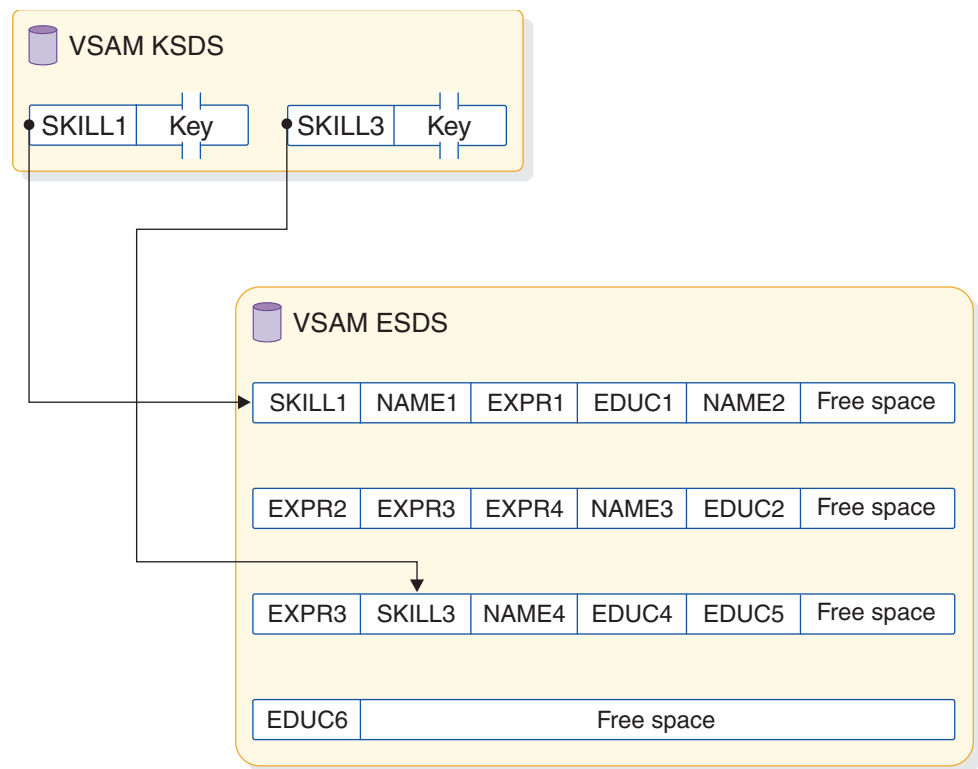 VSAM KSDS
SKILL1 Key SKILL3 Key
VSAM ESDS
SKILL1 NAME1 EXPR1 EDUC1 NAME2 Free space
EXPR2 EXPR3 EXPR4 NAME3 EDUC2 Free space
EXPR3 SKILL3 NAME4 EDUC4 EDUC5 Free space
EDUC6 Free space